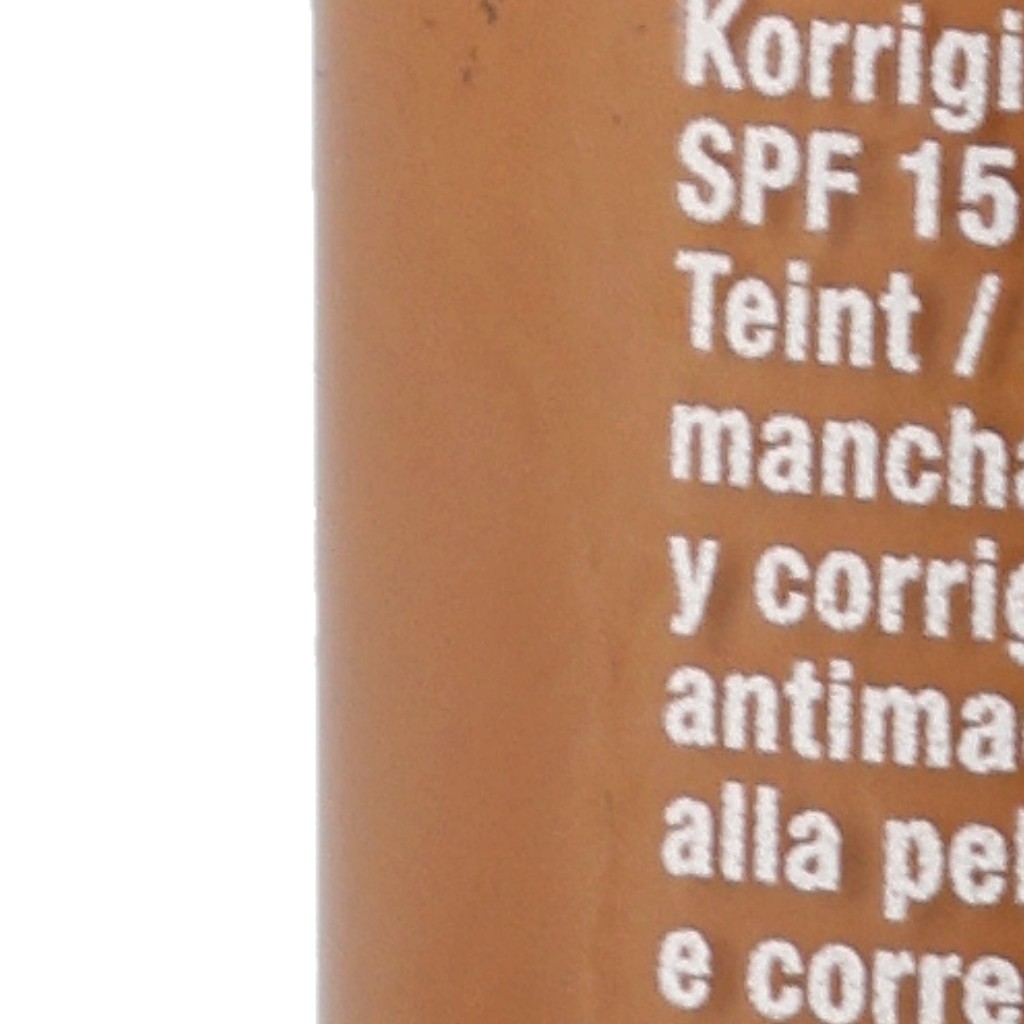 Korrigi
SPF 15
Teint /
mancha
y corrig
antima
alla pel
e corre